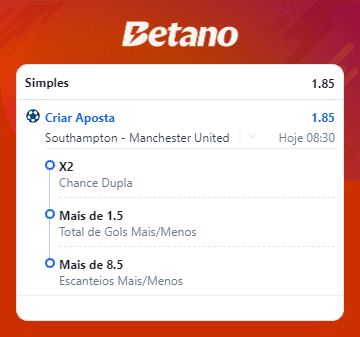 Betano
Simples 1.85
Criar Aposta 1.85
Southampton - Manchester United Hoje 08:30
X2
Chance Dupla
Mais de 1.5
Total de Gols Mais/Menos
Mais de 8.5
Escanteios Mais/Menos